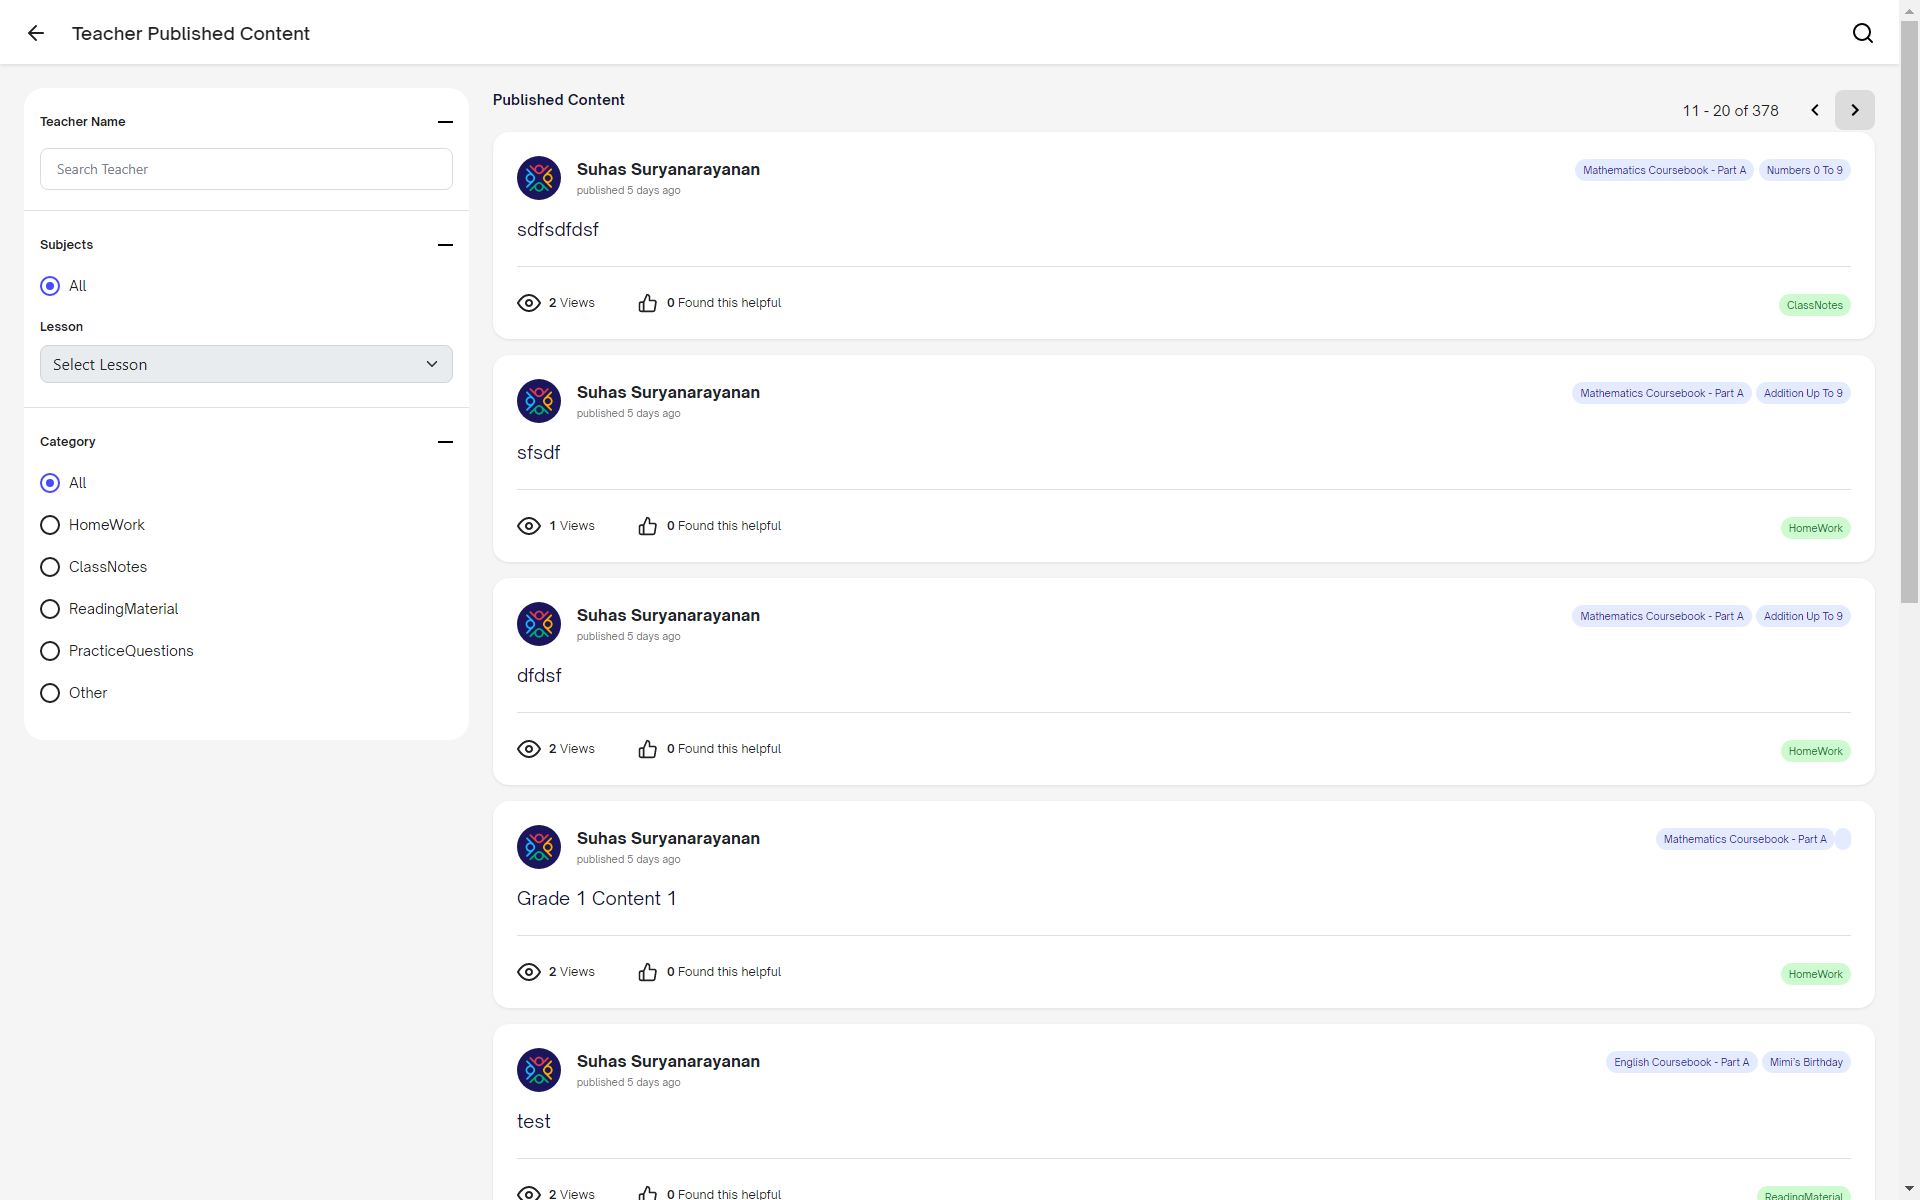 Teacher Published Content
Teacher Name
Search Teacher
Subjects
All
Lesson
Select Lesson
Category
All
HomeWork
ClassNotes
ReadingMaterial
PracticeQuestions
Other
Published Content
11 - 20 of 378
Suhas Suryanarayanan
published 5 days ago
Mathematics Coursebook - Part A
Numbers 0 To 9
sdfsdfdsf
2 Views
0 Found this helpful
ClassNotes
Suhas Suryanarayanan
published 5 days ago
Mathematics Coursebook - Part A
Addition Up To 9
sfsdf
1 Views
0 Found this helpful
HomeWork
Suhas Suryanarayanan
published 5 days ago
Mathematics Coursebook - Part A
Addition Up To 9
dfdsf
2 Views
0 Found this helpful
HomeWork
Suhas Suryanarayanan
published 5 days ago
Mathematics Coursebook - Part A
Grade 1 Content 1
2 Views
0 Found this helpful
HomeWork
Suhas Suryanarayanan
published 5 days ago
English Coursebook - Part A
Mimi's Birthday
test
2 Views
0 Found this helpful
ReadingMaterial